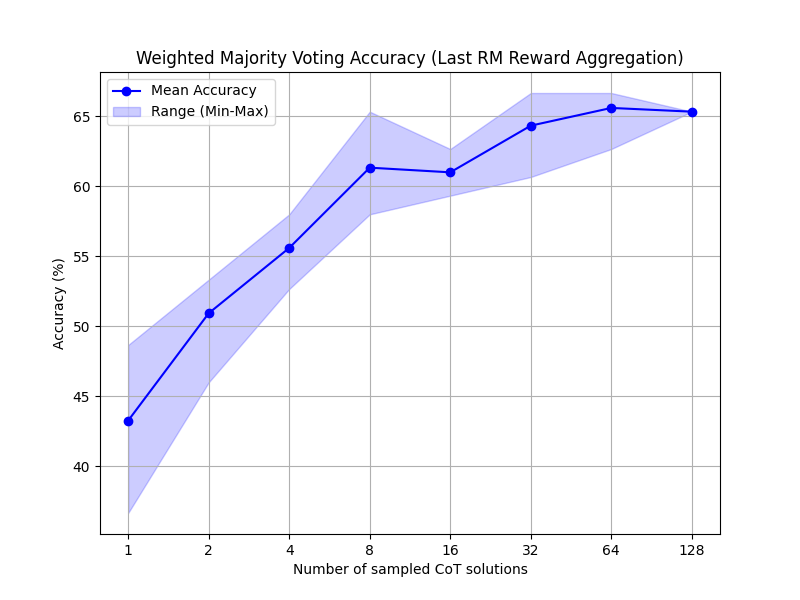 Weighted Majority Voting Accuracy (Last RM Reward Aggregation)
Mean Accuracy
Range (Min-Max)
Accuracy (%)
65
60
55
50
45
40
1 2 4 8 16 32 64 128
Number of sampled CoT solutions